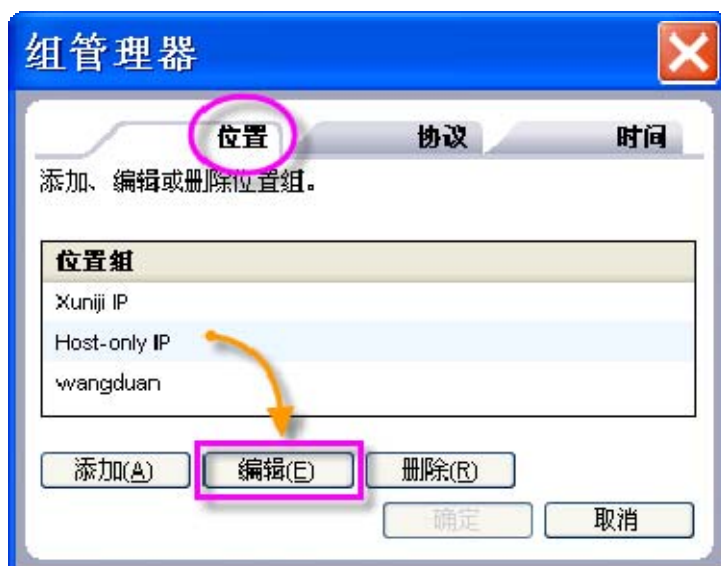 组管理器
位置 协议 时间
添加、编辑或删除位置组。
位置组
Xuniji IP
Host-only IP
wangduan
添加(A) 编辑(E) 删除(R)
确定 取消